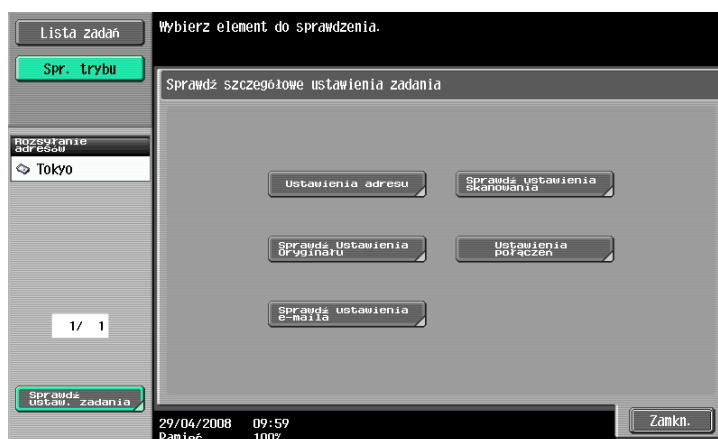 Lista zadań
Wybierz element do sprawdzenia.
Spr. trybu
Sprawdź szczegółowe ustawienia zadania
Rozsyłanie
adresów
Tokyo
Ustawienia adresu
Sprawdź ustawienia
skanowania
Sprawdź Ustawienia
Oryginału
Ustawienia
połączeń
Sprawdź ustawienia
e-maila
1/ 1
Sprawdź
ustaw. zadania
Zamkn.
29/04/2008 09:59
Pamięć 100%